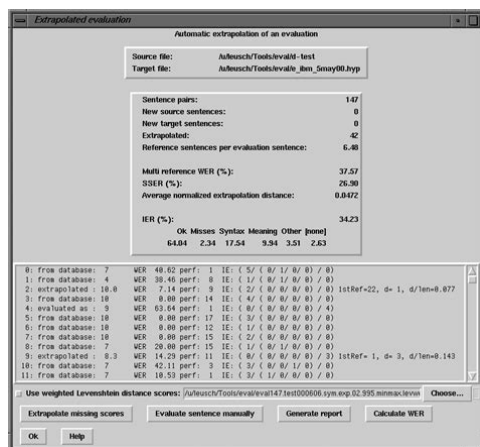 Extrapolated evaluation
Automatic extrapolation of an evaluation
Source file: /u/leusch/Tools/eval/d-test
Target file: /u/leusch/Tools/eval/e_ibm_5may00.hyp
Sentence pairs: 147
New source sentences: 0
New target sentences: 0
Extrapolated: 42
Reference sentences per evaluation sentence: 6.48
Multi reference WER (%): 37.57
SSER (%): 26.90
Average normalized extrapolation distance: 0.0472
IER (%): 34.23
Ok Misses Syntax Meaning Other [none]
64.04 2.34 17.54 9.94 3.51 2.63
0: from database: 7 WER 40.62 perf: 1 IE: ( 5/ ( 0/ 1/ 0/ 0) / 0)
1: from database: 4 WER 38.46 perf: 8 IE: ( 1/ ( 0/ 1/ 0/ 0) / 0)
2: extrapolated : 10.0 WER 7.14 perf: 9 IE: ( 2/ ( 0/ 0/ 0/ 0) / 0) 1stRef=22, d= 1, d/len=0.077
3: from database: 10 WER 0.00 perf: 14 IE: ( 4/ ( 0/ 0/ 0/ 0) / 0)
4: evaluated as : 9 WER 63.64 perf: 1 IE: ( 0/ ( 0/ 0/ 0/ 0) / 4)
5: from database: 10 WER 0.00 perf: 17 IE: ( 3/ ( 0/ 0/ 0/ 0) / 0)
6: from database: 10 WER 0.00 perf: 12 IE: ( 1/ ( 0/ 0/ 0/ 0) / 0)
7: from database: 10 WER 0.00 perf: 15 IE: ( 2/ ( 0/ 0/ 0/ 0) / 0)
8: from database: 7 WER 20.00 perf: 15 IE: ( 1/ ( 0/ 1/ 0/ 0) / 0)
9: extrapolated : 8.3 WER 14.29 perf: 11 IE: ( 0/ ( 0/ 0/ 0/ 0) / 3) 1stRef= 1, d= 3, d/len=0.143
10: from database: 7 WER 42.11 perf: 3 IE: ( 3/ ( 0/ 1/ 0/ 0) / 0)
11: from database: 7 WER 10.53 perf: 1 IE: ( 3/ ( 1/ 0/ 0/ 0) / 0)
Use weighted Levenshtein distance scores: /u/leusch/Tools/eval/eval147.test000606.sym.exp.02.995.minmax.levw Choose...
Extrapolate missing scores Evaluate sentence manually Generate report Calculate WER
Ok Help